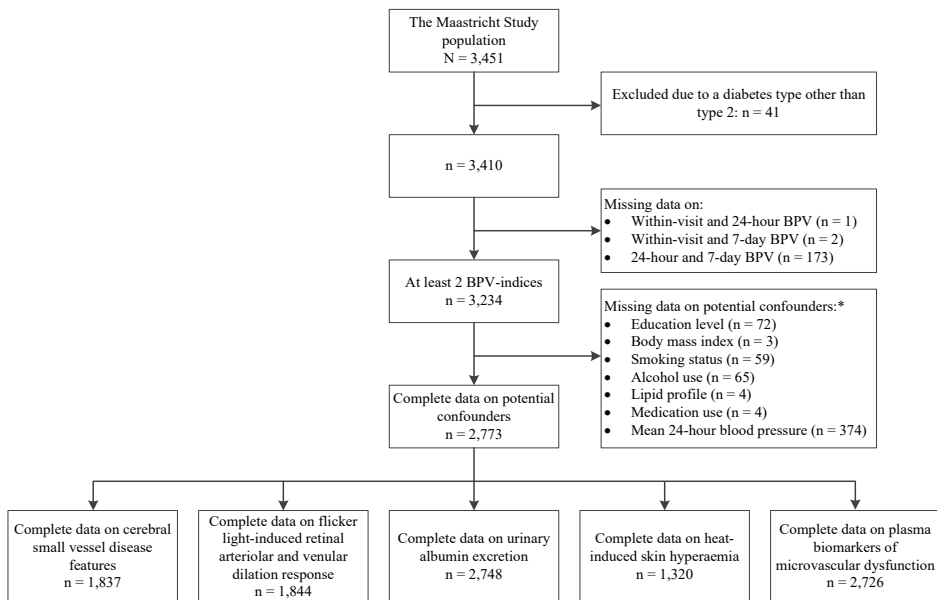 The Maastricht Study
population
N = 3,451
Excluded due to a diabetes type other than
type 2: n = 41
n = 3,410
Missing data on:
• Within-visit and 24-hour BPV (n = 1)
• Within-visit and 7-day BPV (n = 2)
• 24-hour and 7-day BPV (n = 173)
At least 2 BPV-indices
n = 3,234
Missing data on potential confounders:*
• Education level (n = 72)
• Body mass index (n = 3)
• Smoking status (n = 59)
• Alcohol use (n = 65)
• Lipid profile (n = 4)
• Medication use (n = 4)
• Mean 24-hour blood pressure (n = 374)
Complete data on potential
confounders
n = 2,773
Complete data on cerebral
small vessel disease
features
n = 1,837
Complete data on flicker
light-induced retinal
arteriolar and venular
dilation response
n = 1,844
Complete data on urinary
albumin excretion
n = 2,748
Complete data on heat-
induced skin hyperaemia
n = 1,320
Complete data on plasma
biomarkers of
microvascular dysfunction
n = 2,726